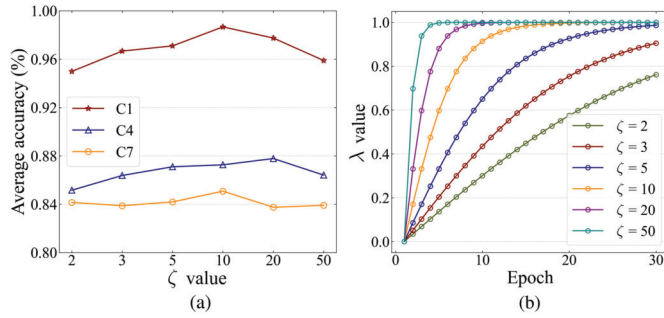 Average accuracy (%)
1.00
0.96
0.92
0.88
0.84
0.80
C1
C4
C7
2 3 5 10 20 50
ζ value
(a)
λ value
1.0
0.8
0.6
0.4
0.2
0.0
ζ = 2
ζ = 3
ζ = 5
ζ = 10
ζ = 20
ζ = 50
0 10 20 30
Epoch
(b)